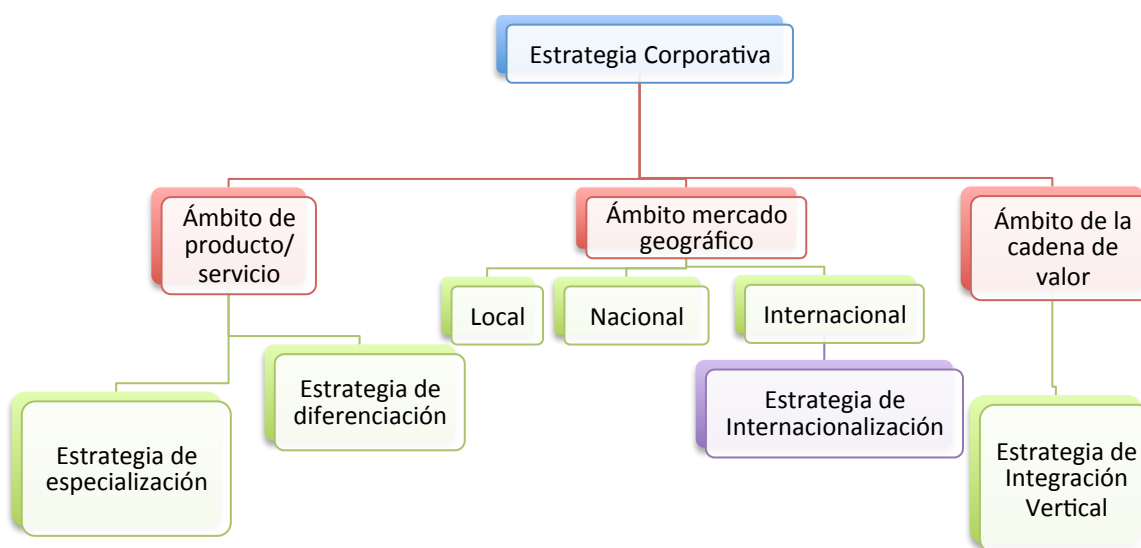 Estrategia Corporativa
Ámbito de
producto/
servicio
Ámbito mercado
geográfico
Ámbito de la
cadena de
valor
Local
Nacional
Internacional
Estrategia de
diferenciación
Estrategia de
especialización
Estrategia de
Internacionalización
Estrategia de
Integración
Vertical